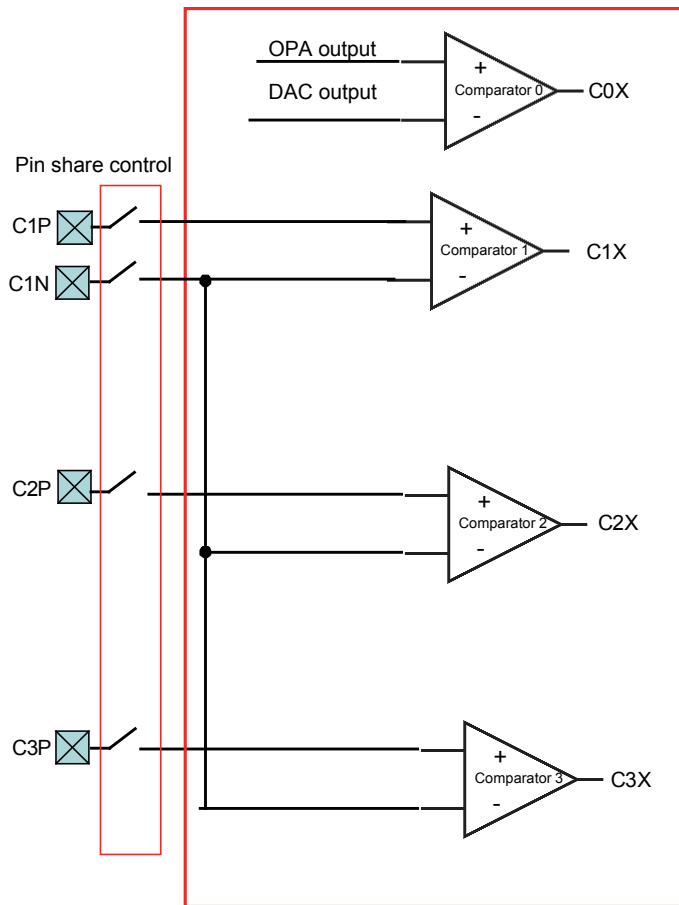 OPA output
+
Comparator 0
C0X
DAC output
-
Pin share control
C1P
+
Comparator 1
C1X
C1N
-
C2P
+
Comparator 2
C2X
-
C3P
+
Comparator 3
C3X
-